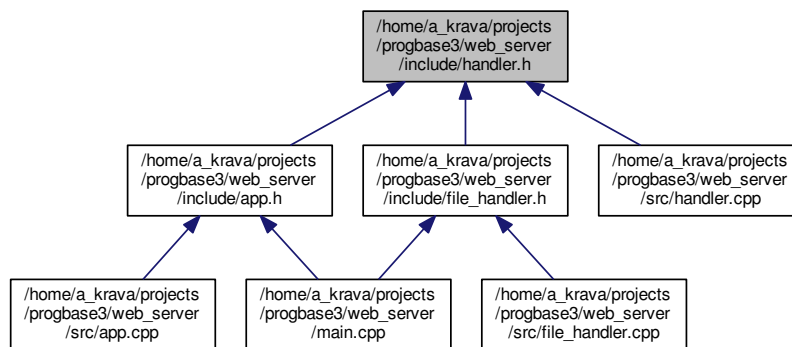 /home/a_krava/projects
/progbase3/web_server
/include/handler.h
/home/a_krava/projects
/progbase3/web_server
/include/app.h
/home/a_krava/projects
/progbase3/web_server
/include/file_handler.h
/home/a_krava/projects
/progbase3/web_server
/src/handler.cpp
/home/a_krava/projects
/progbase3/web_server
/src/app.cpp
/home/a_krava/projects
/progbase3/web_server
/main.cpp
/home/a_krava/projects
/progbase3/web_server
/src/file_handler.cpp